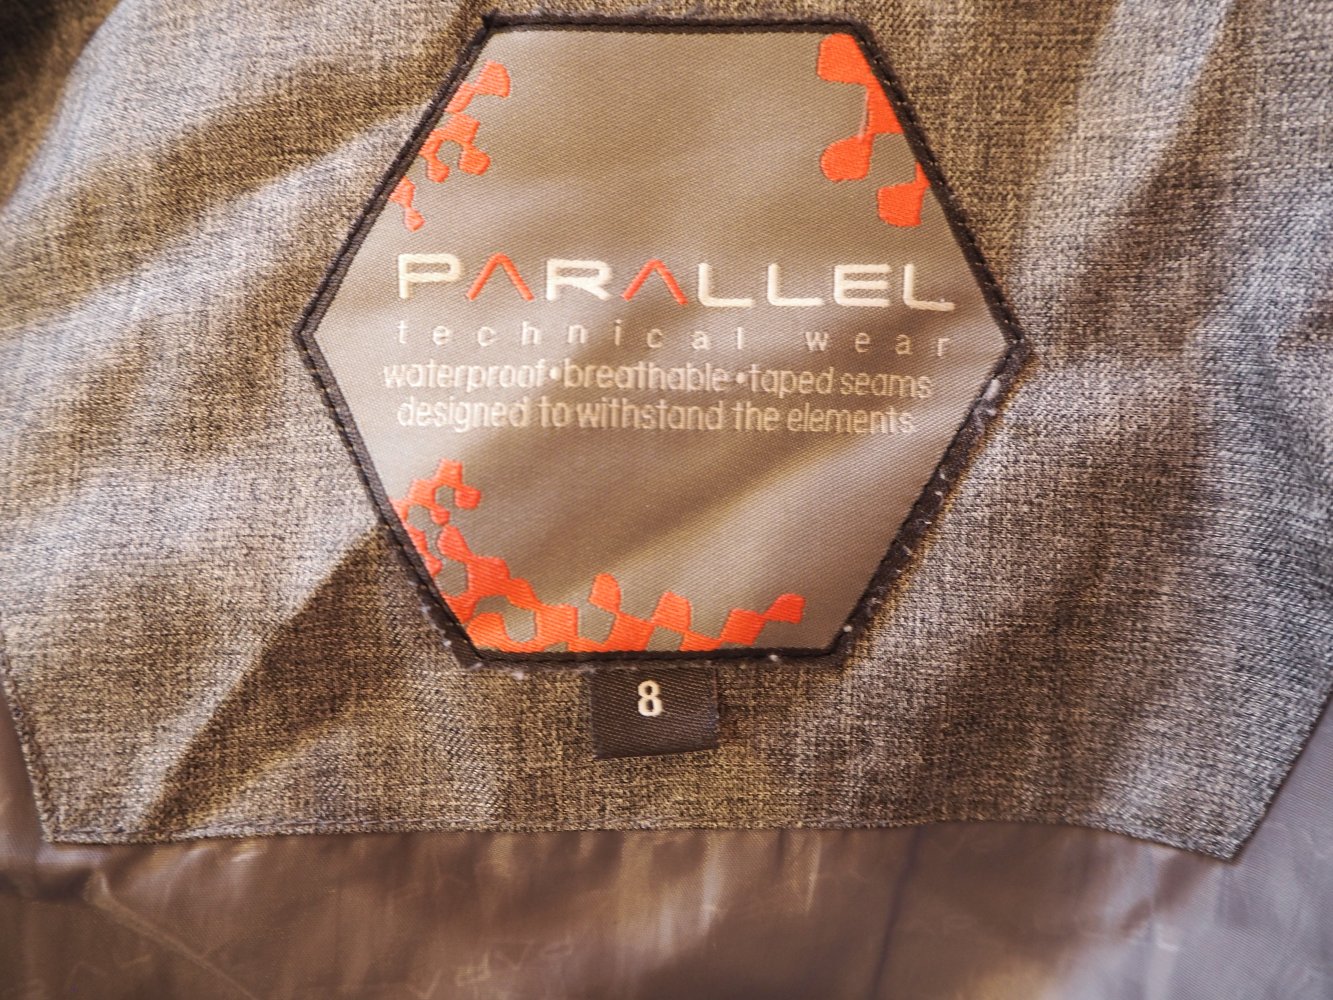 PARALLEL
technical wear
waterproof•breathable•taped seams
designed to withstand the elements
8